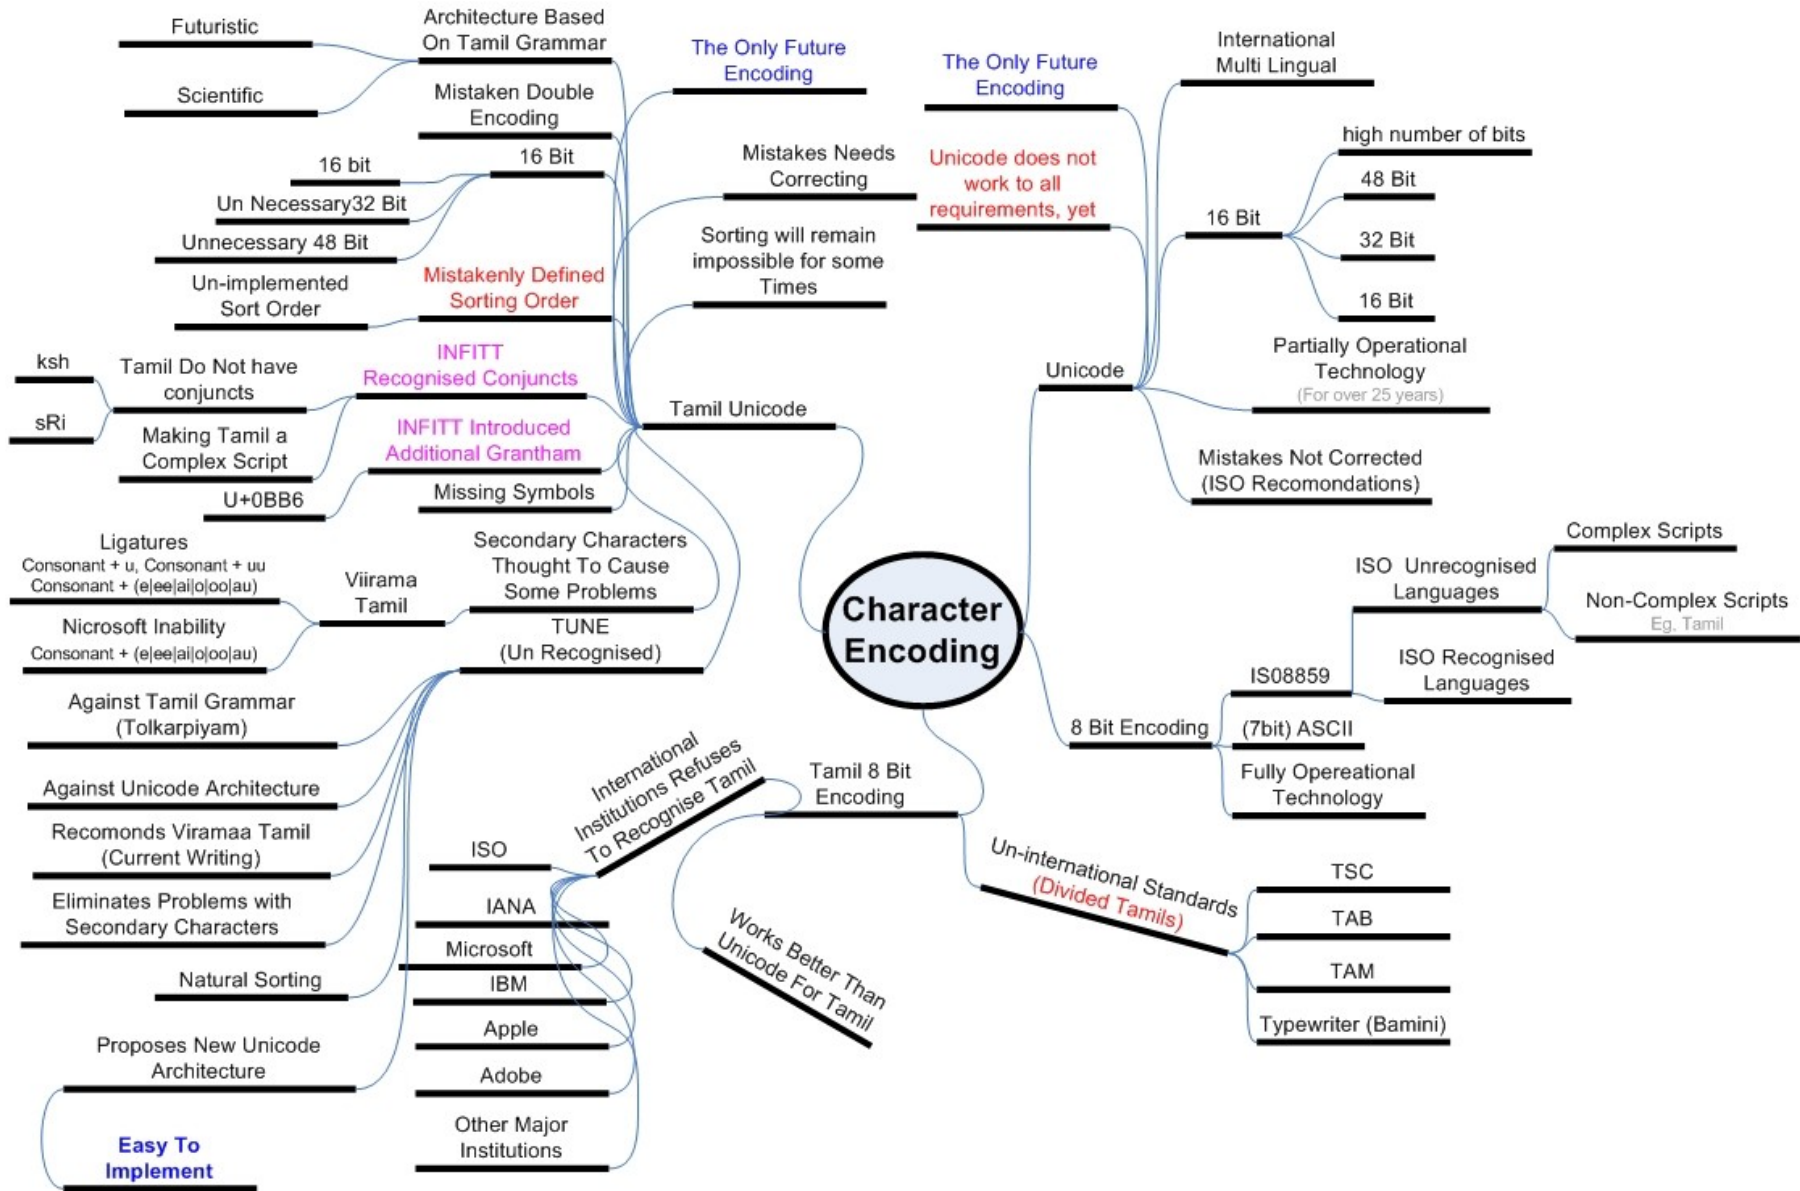 Futuristic
Scientific
Architecture Based
On Tamil Grammar
Mistaken Double
Encoding
16 Bit
16 bit
Un Necessary32 Bit
Unnecessary 48 Bit
Mistakenly Defined
Sorting Order
Un-implemented
Sort Order
INFITT
Recognised Conjuncts
Tamil Do Not have
conjuncts
ksh
sRi
Making Tamil a
Complex Script
INFITT Introduced
Additional Grantham
U+0BB6
Missing Symbols
Secondary Characters
Thought To Cause
Some Problems
Viirama
Tamil
Ligatures
Consonant + u, Consonant + uu
Consonant + (e|ee|ai|o|oo|au)
Nicrosoft Inability
Consonant + (e|ee|ai|o|oo|au)
TUNE
(Un Recognised)
Against Tamil Grammar
(Tolkarpiyam)
Against Unicode Architecture
Recomonds Viramaa Tamil
(Current Writing)
Eliminates Problems with
Secondary Characters
Natural Sorting
Proposes New Unicode
Architecture
Easy To
Implement
The Only Future
Encoding
Mistakes Needs
Correcting
Sorting will remain
impossible for some
Times
Tamil Unicode
Character
Encoding
The Only Future
Encoding
Unicode does not
work to all
requirements, yet
International
Multi Lingual
16 Bit
high number of bits
48 Bit
32 Bit
16 Bit
Unicode
Partially Operational
Technology
(For over 25 years)
Mistakes Not Corrected
(ISO Recomondations)
8 Bit Encoding
IS08859
ISO Unrecognised
Languages
Complex Scripts
Non-Complex Scripts
Eg. Tamil
ISO Recognised
Languages
(7bit) ASCII
Fully Opereational
Technology
Tamil 8 Bit
Encoding
International
Institutions Refuses
To Recognise Tamil
ISO
IANA
Microsoft
IBM
Apple
Adobe
Other Major
Institutions
Works Better Than
Unicode For Tamil
Un-international Standards
(Divided Tamils)
TSC
TAB
TAM
Typewriter (Bamini)